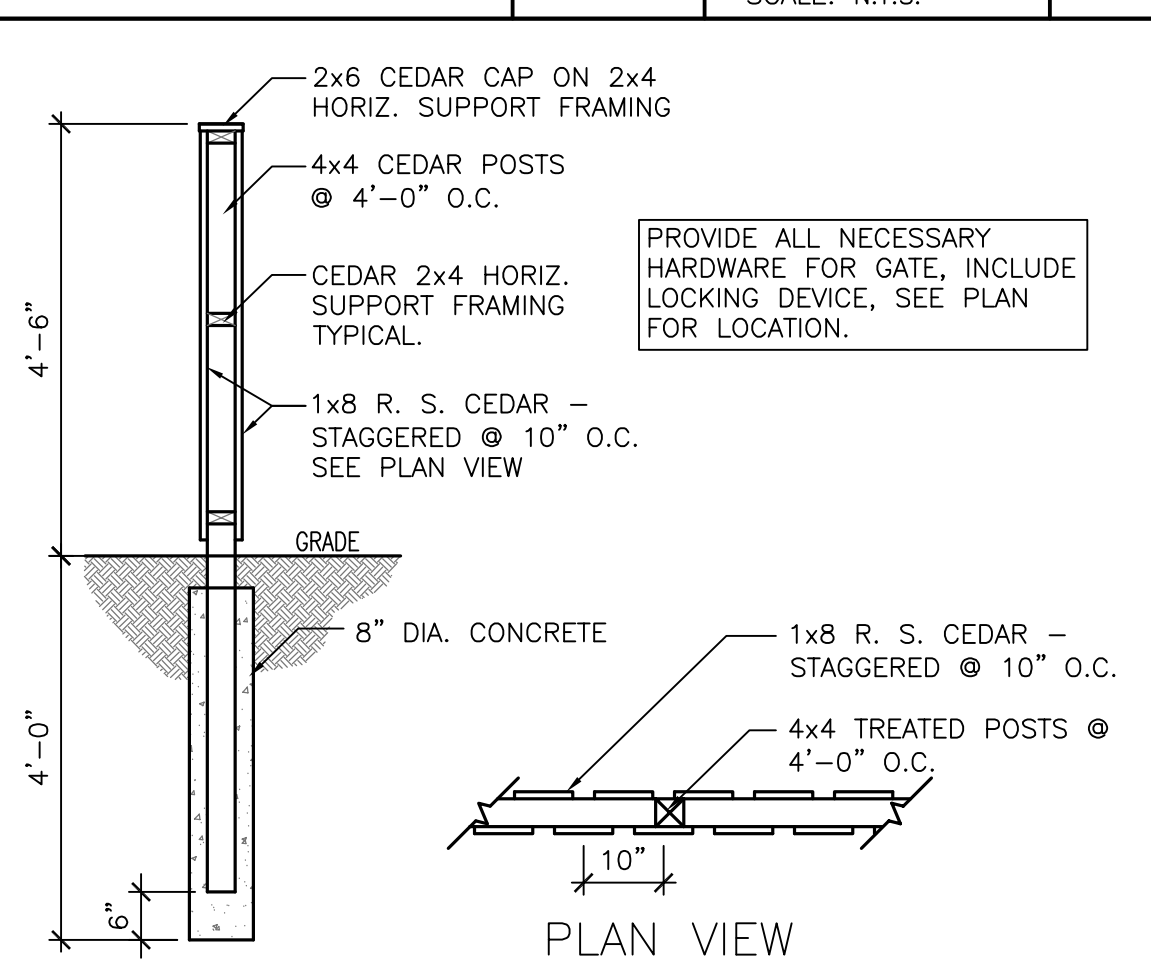 SCALE: N.T.S.
2x6 CEDAR CAP ON 2x4
HORIZ. SUPPORT FRAMING
4x4 CEDAR POSTS
@ 4'-0" O.C.
PROVIDE ALL NECESSARY
HARDWARE FOR GATE, INCLUDE
LOCKING DEVICE, SEE PLAN
FOR LOCATION.
CEDAR 2x4 HORIZ.
SUPPORT FRAMING
TYPICAL.
4'-6"
1x8 R. S. CEDAR –
STAGGERED @ 10" O.C.
SEE PLAN VIEW
GRADE
8" DIA. CONCRETE
4'-0"
6"
1x8 R. S. CEDAR –
STAGGERED @ 10" O.C.
4x4 TREATED POSTS @
4'-0" O.C.
10"
PLAN VIEW